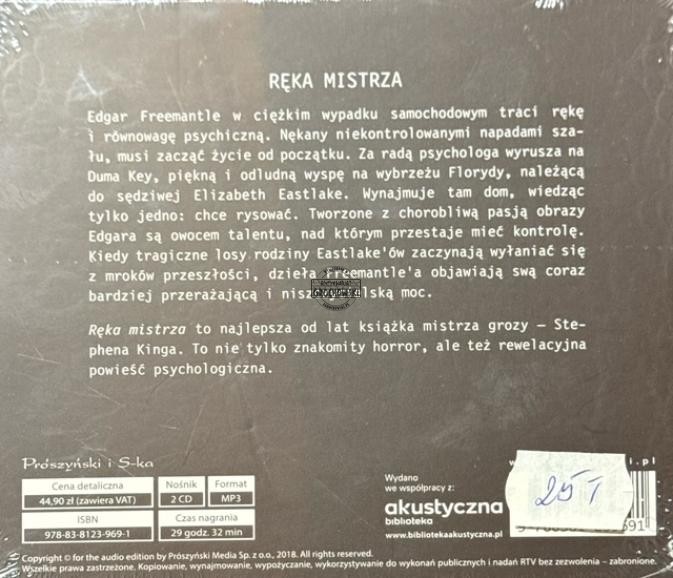 RĘKA MISTRZA
Edgar Freemantle w ciężkim wypadku samochodowym traci rękę
i równowagę psychiczną. Nękany niekontrolowanymi napadami sza-
łu, musi zacząć życie od początku. Za radą psychologa wyrusza na
Duma Key, piękną i odludną wyspę na wybrzeżu Florydy, należącą
do sędziwej Elizabeth Eastlake. Wynajmuje tam dom, wiedząc
tylko jedno: chce rysować. Tworzone z chorobliwą pasją obrazy
Edgara są owocem talentu, nad którym przestaje mieć kontrolę.
Kiedy tragiczne losy rodziny Eastlake'ów zaczynają wyłaniać się
z mroków przeszłości, dzieła Freemantle'a objawiają swą coraz
bardziej przerażającą i moc.
Ręka mistrza to najlepsza od lat książka mistrza grozy – Ste-
phena Kinga. To nie tylko znakomity horror, ale też rewelacyjna
powieść psychologiczna.
Prószyński i S-ka
Cena detaliczna
44,90 zł (zawiera VAT)
Nośnik
2 CD
Format
MP3
ISBN
978-83-8123-969-1
Czas nagrania
29 godz. 32 min
Wydano
we współpracy z:
akustyczna
biblioteka
www.bibliotekaakustyczna.pl
Copyright © for the audio edition by Prószyński Media Sp. z o.o., 2018. All rights reserved.
Wszelkie prawa zastrzeżone. Kopiowanie, wynajmowanie, wypożyczanie, wykorzystywanie do wykonań publicznych i nadań RTV bez zezwolenia – zabronione.